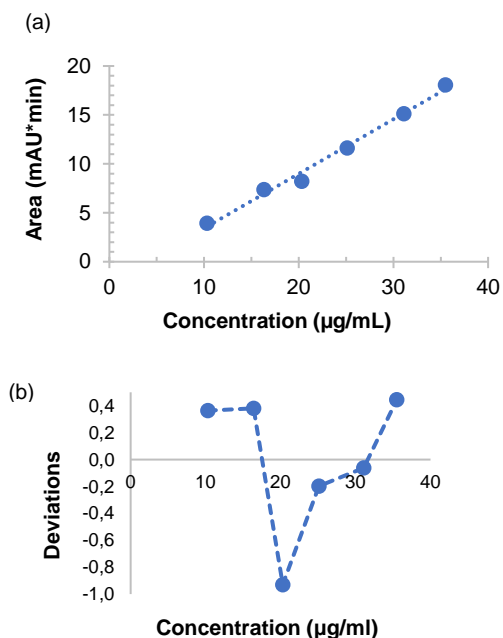 (a)
20
15
10
5
0
Area (mAU*min)
0 10 20 30 40
Concentration (µg/mL)
(b)
0,4
0,2
0,0
-0,2
-0,4
-0,6
-0,8
-1,0
Deviations
0 10 20 30 40
Concentration (µg/ml)